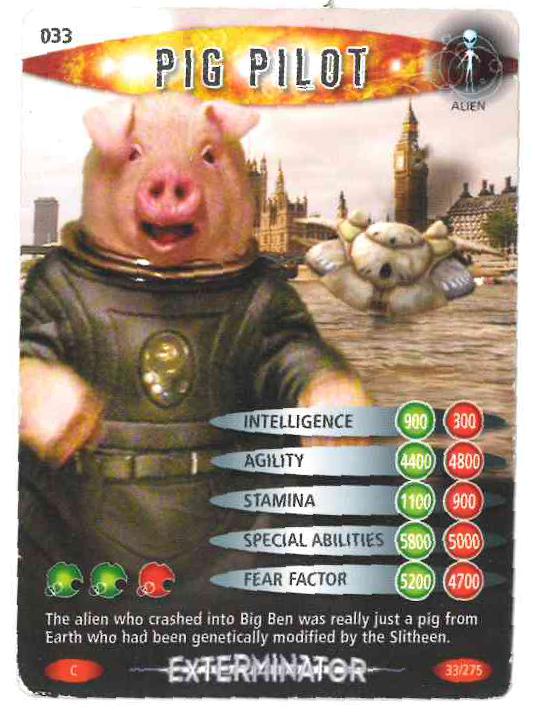 033
PIG PILOT
ALIEN
INTELLIGENCE 900 300
AGILITY 4400 4800
STAMINA 1100 900
SPECIAL ABILITIES 5800 5000
FEAR FACTOR 5200 4700
The alien who crashed into Big Ben was really just a pig from
Earth who had been genetically modified by the Slitheen.
C EXTERMINATOR 33/275